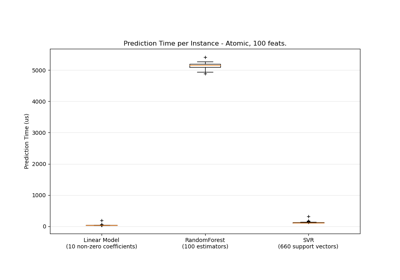 Prediction Time per Instance - Atomic, 100 feats.
Prediction Time (us)
5000
4000
3000
2000
1000
0
Linear Model
(10 non-zero coefficients)
RandomForest
(100 estimators)
SVR
(660 support vectors)